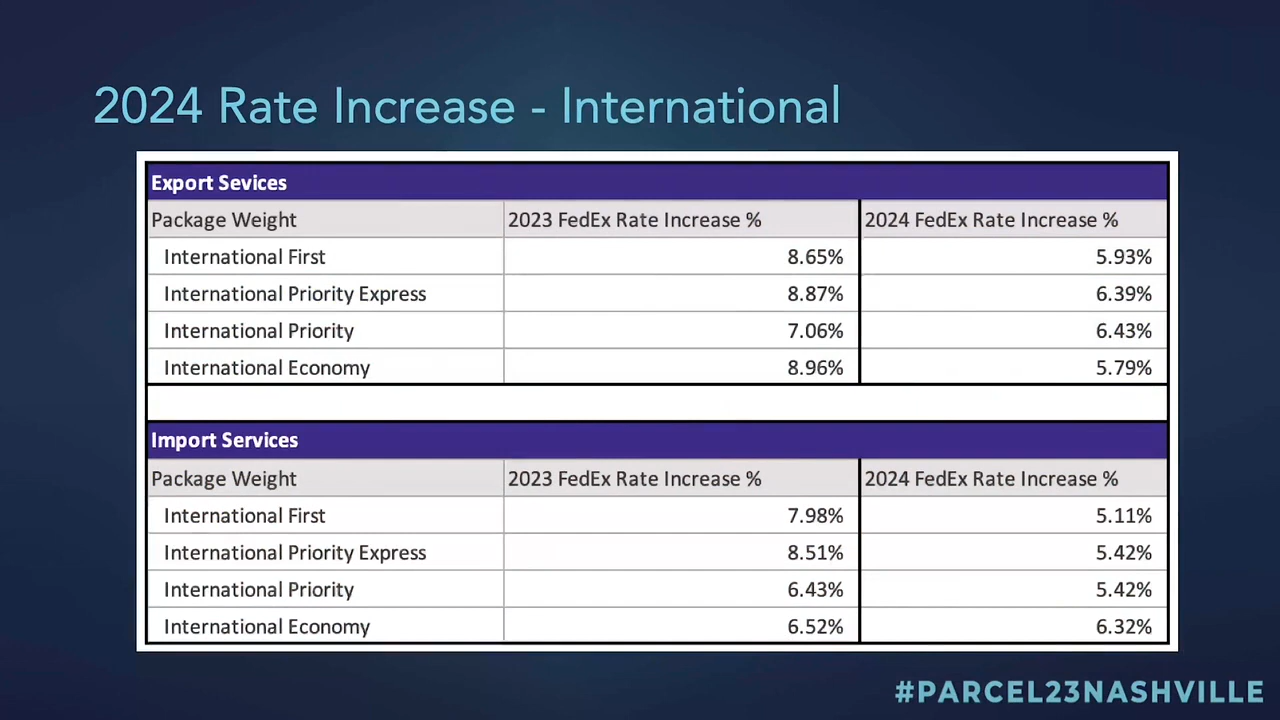 2024 Rate Increase - International
Export Sevices
Package Weight 2023 FedEx Rate Increase % 2024 FedEx Rate Increase %
International First 8.65% 5.93%
International Priority Express 8.87% 6.39%
International Priority 7.06% 6.43%
International Economy 8.96% 5.79%
Import Services
Package Weight 2023 FedEx Rate Increase % 2024 FedEx Rate Increase %
International First 7.98% 5.11%
International Priority Express 8.51% 5.42%
International Priority 6.43% 5.42%
International Economy 6.52% 6.32%
#PARCEL23NASHVILLE